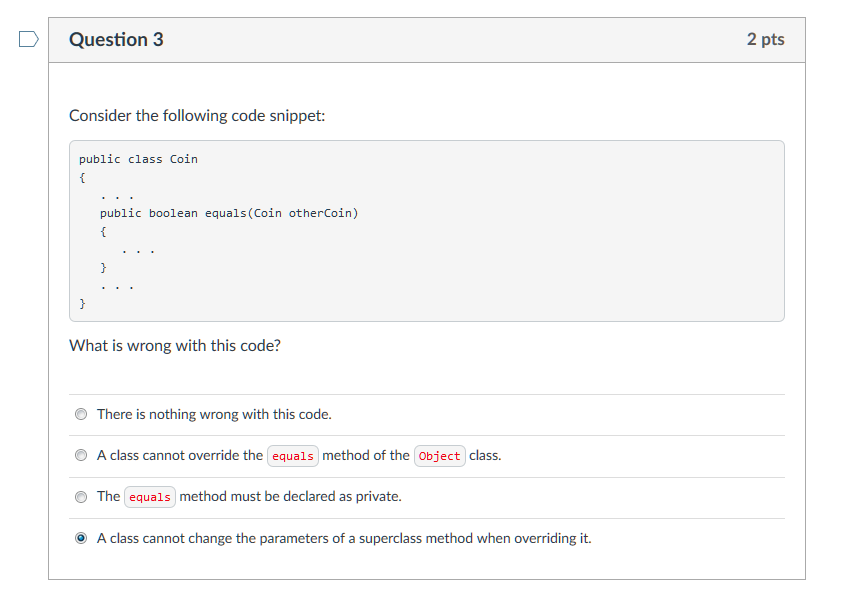 Question 3
2 pts
Consider the following code snippet:
public class Coin
{
. . .
public boolean equals(Coin otherCoin)
{
. . .
}
. . .
}
What is wrong with this code?
There is nothing wrong with this code.
A class cannot override the equals method of the Object class.
The equals method must be declared as private.
A class cannot change the parameters of a superclass method when overriding it.